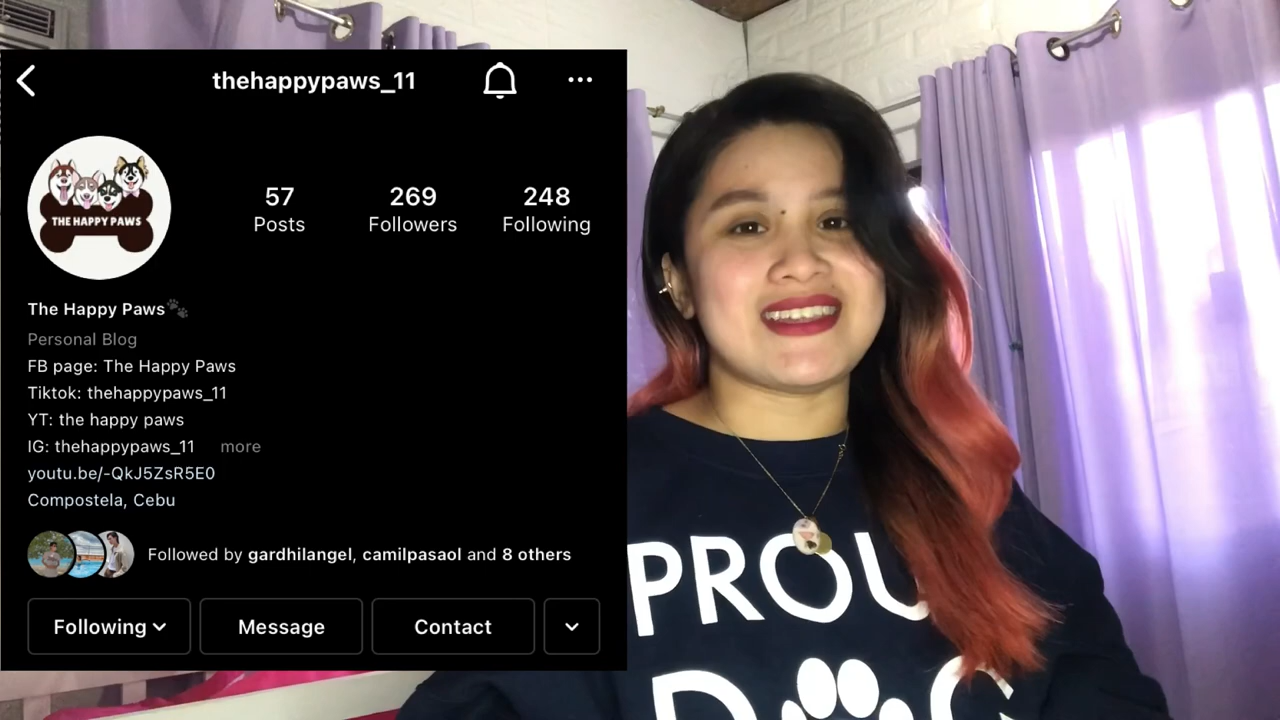 thehappypaws_11
THE HAPPY PAWS
57
Posts
269
Followers
248
Following
The Happy Paws🐾
Personal Blog
FB page: The Happy Paws
Tiktok: thehappypaws_11
YT: the happy paws
IG: thehappypaws_11 more
youtu.be/-QkJ5ZsR5E0
Compostela, Cebu
Followed by gardhilangel, camilpasaol and 8 others
Following
Message
Contact
PROU
D G